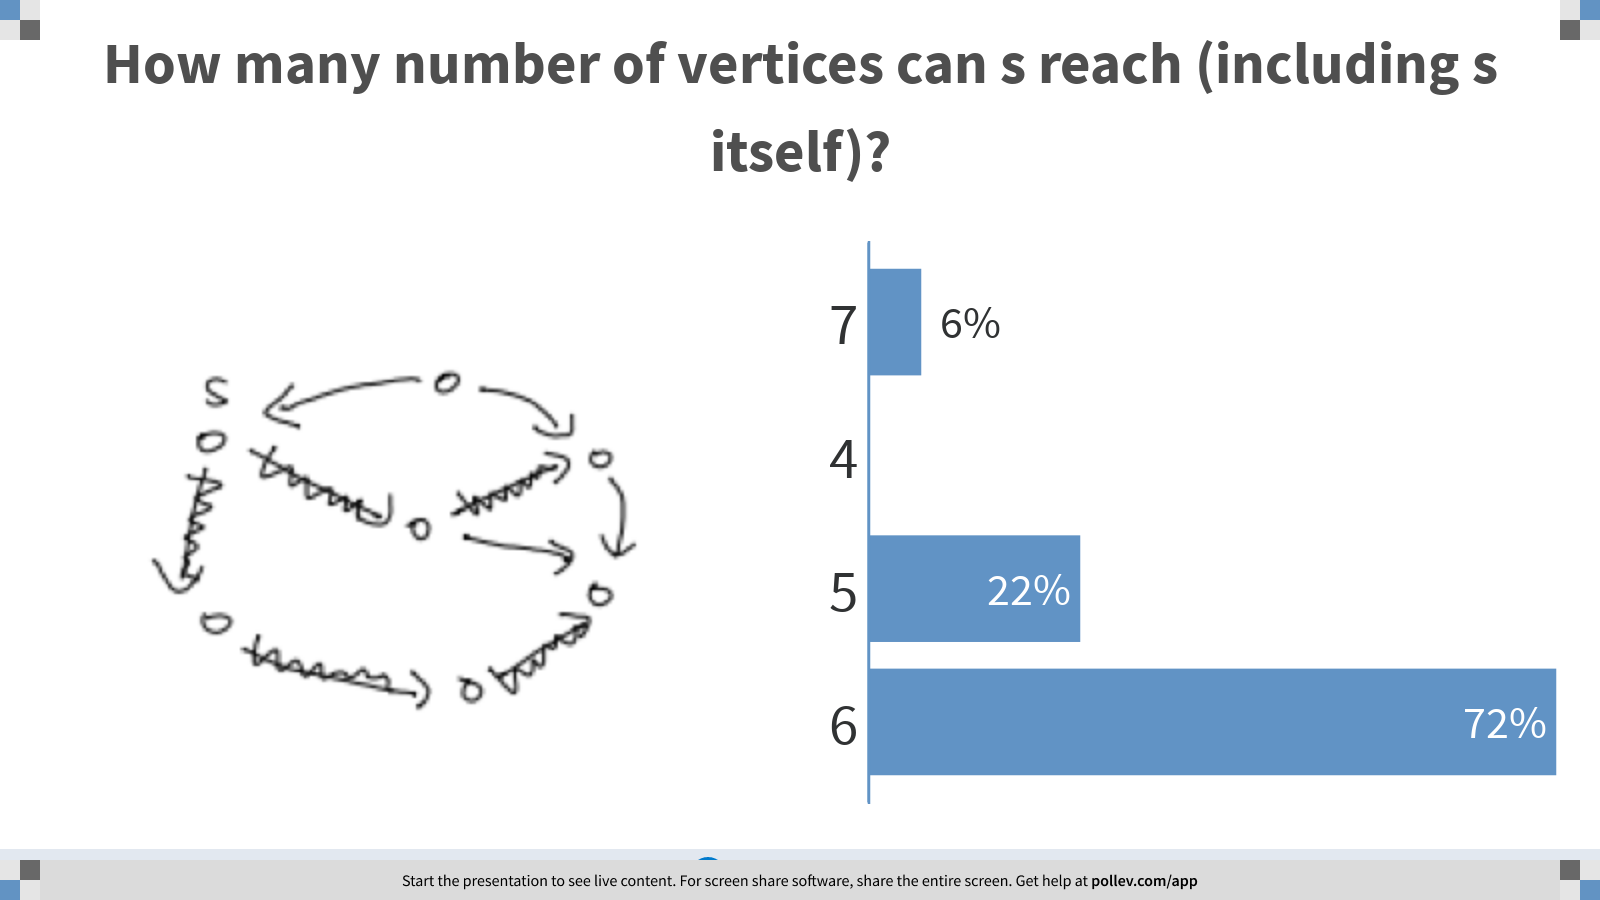 How many number of vertices can s reach (including s
itself)?
S
7
6%
4
5
22%
6
72%
Start the presentation to see live content. For screen share software, share the entire screen. Get help at pollev.com/app